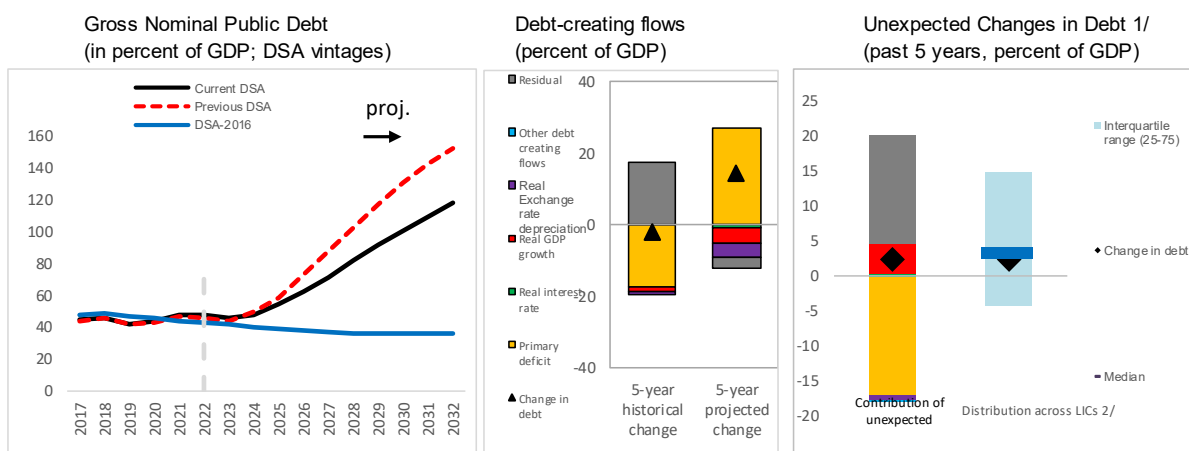 Gross Nominal Public Debt
(in percent of GDP; DSA vintages)
Current DSA
Previous DSA
DSA-2016
proj.
160
140
120
100
80
60
40
20
0
2017
2018
2019
2020
2021
2022
2023
2024
2025
2026
2027
2028
2029
2030
2031
2032
Debt-creating flows
(percent of GDP)
Residual
Other debt
creating
flows
Real
Exchange
rate
depreciation
Real GDP
growth
Real interest
rate
Primary
deficit
Change in
debt
40
20
0
-20
-40
5-year
historical
change
5-year
projected
change
Unexpected Changes in Debt 1/
(past 5 years, percent of GDP)
25
20
15
10
5
0
-5
-10
-15
-20
Interquartile
range (25-75)
Change in debt
Median
Contribution of
unexpected
Distribution across LICs 2/